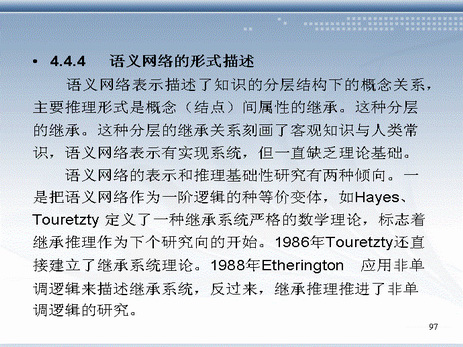 • 4.4.4 语义网络的形式描述
语义网络表示描述了知识的分层结构下的概念关系，
主要推理形式是概念（结点）间属性的继承。这种分层
的继承。这种分层的继承关系刻画了客观知识与人类常
识，语义网络表示有实现系统，但一直缺乏理论基础。
语义网络的表示和推理基础性研究有两种倾向。一
是把语义网络作为一阶逻辑的种等价变体，如Hayes、
Touretzty 定义了一种继承系统严格的数学理论，标志着
继承推理作为下个研究向的开始。1986年Touretzty还直
接建立了继承系统理论。1988年Etherington 应用非单
调逻辑来描述继承系统，反过来，继承推理推进了非单
调逻辑的研究。
97